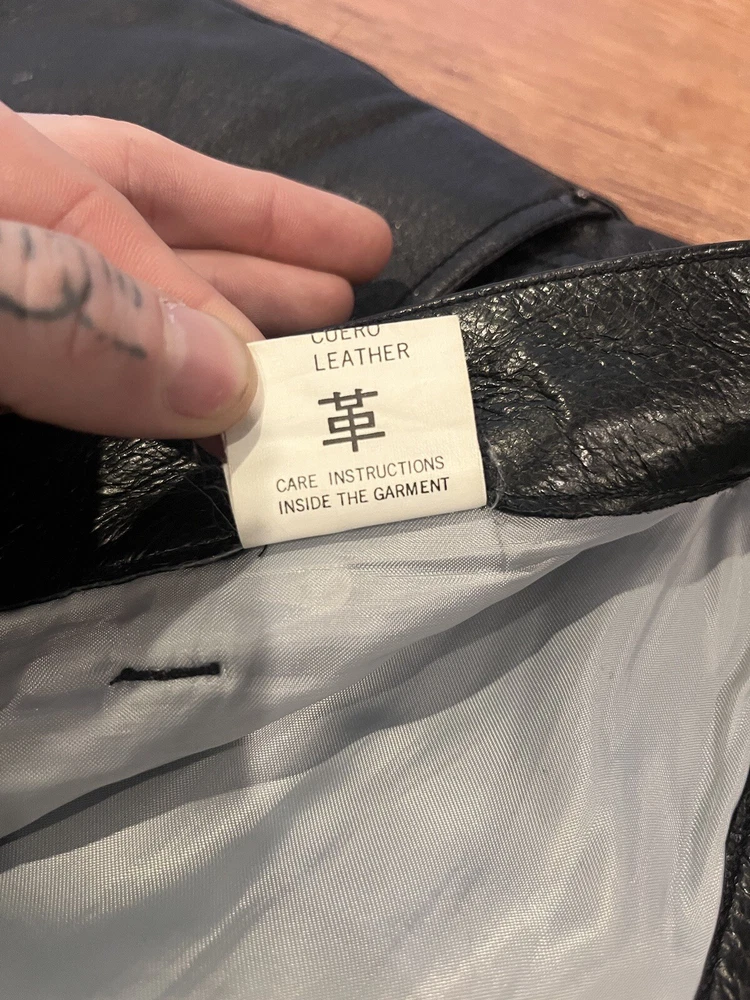 CUERO
LEATHER
革
CARE INSTRUCTIONS
INSIDE THE GARMENT